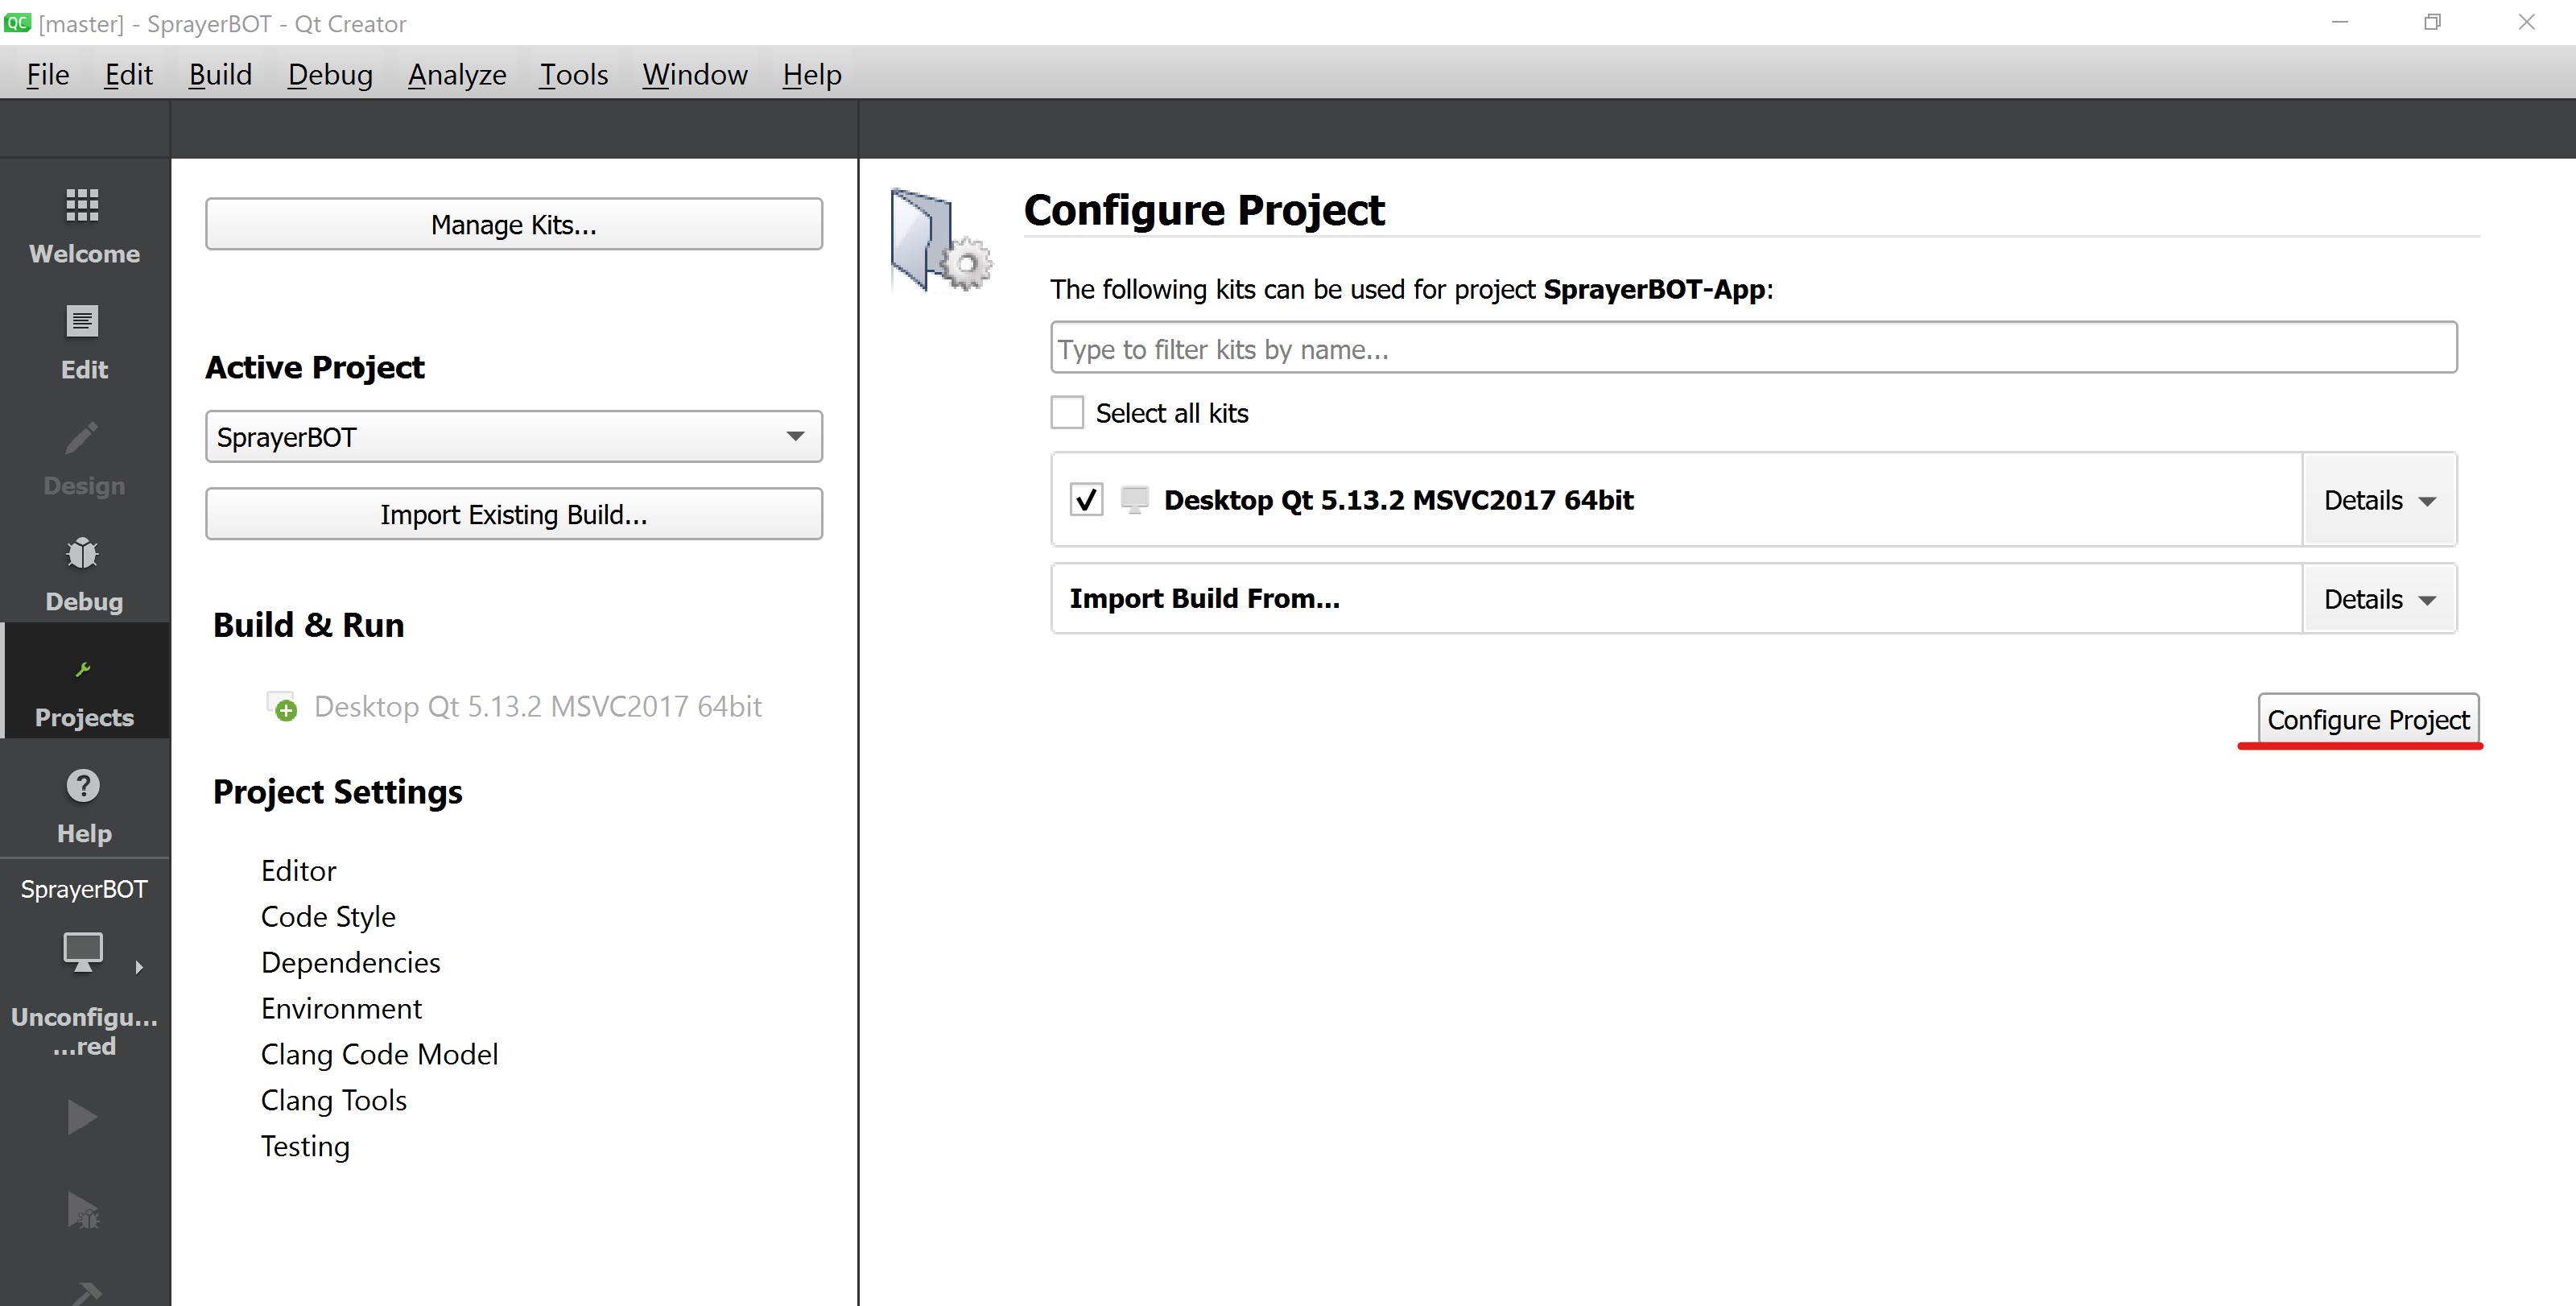 QC [master] - SprayerBOT - Qt Creator
File Edit Build Debug Analyze Tools Window Help
Welcome
Edit
Design
Debug
Projects
Help
SprayerBOT
Unconfigu...
...red
Manage Kits...
Active Project
SprayerBOT
Import Existing Build...
Build & Run
Desktop Qt 5.13.2 MSVC2017 64bit
Project Settings
Editor
Code Style
Dependencies
Environment
Clang Code Model
Clang Tools
Testing
Configure Project
The following kits can be used for project SprayerBOT-App:
Type to filter kits by name...
Select all kits
Desktop Qt 5.13.2 MSVC2017 64bit Details
Import Build From... Details
Configure Project